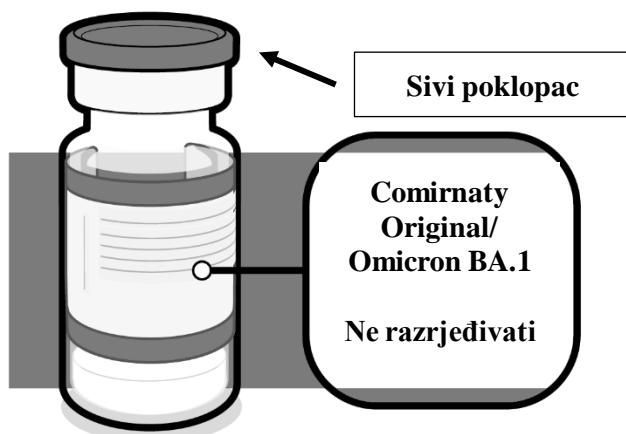 Sivi poklopac
Comirnaty
Original/
Omicron BA.1
Ne razrjeđivati